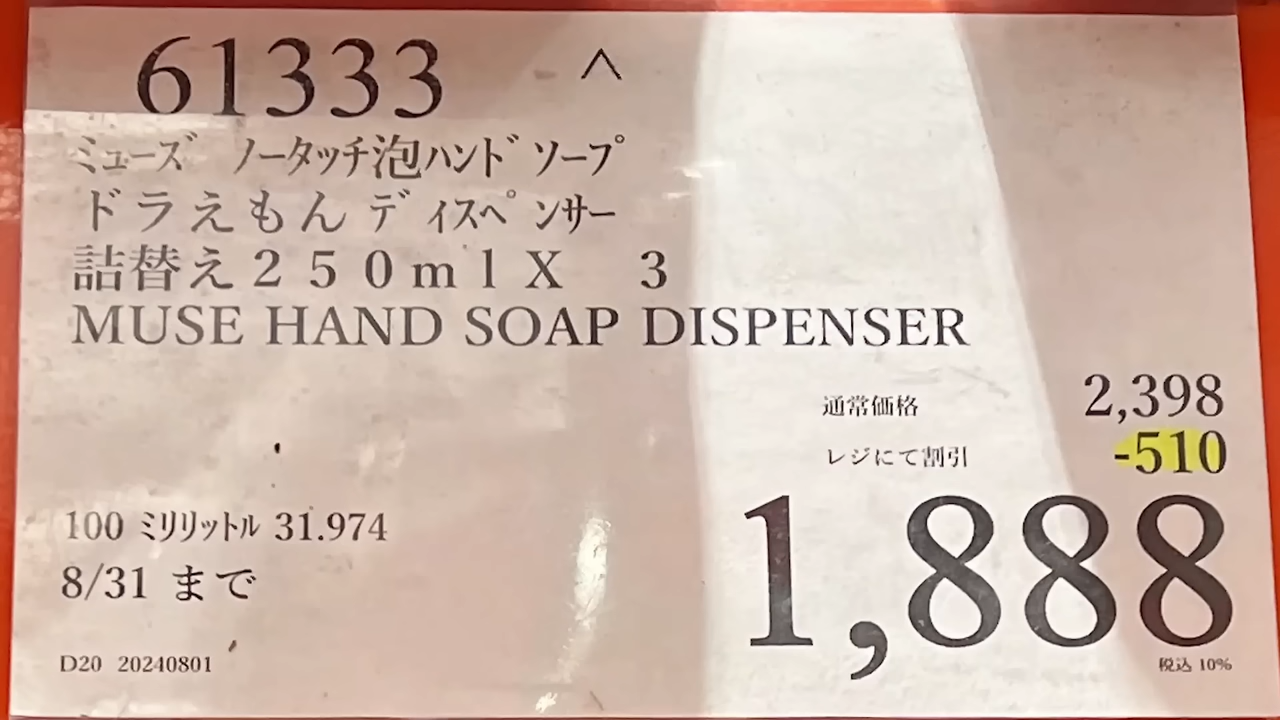 61333 ^
ミューズ ノータッチ泡ハンドソープ
ドラえもんディスペンサー
詰替え250ml X 3
MUSE HAND SOAP DISPENSER
通常価格 2,398
レジにて割引 -510
1,888
100 ミリリットル 31.974
8/31 まで
D20 20240801
税込 10%